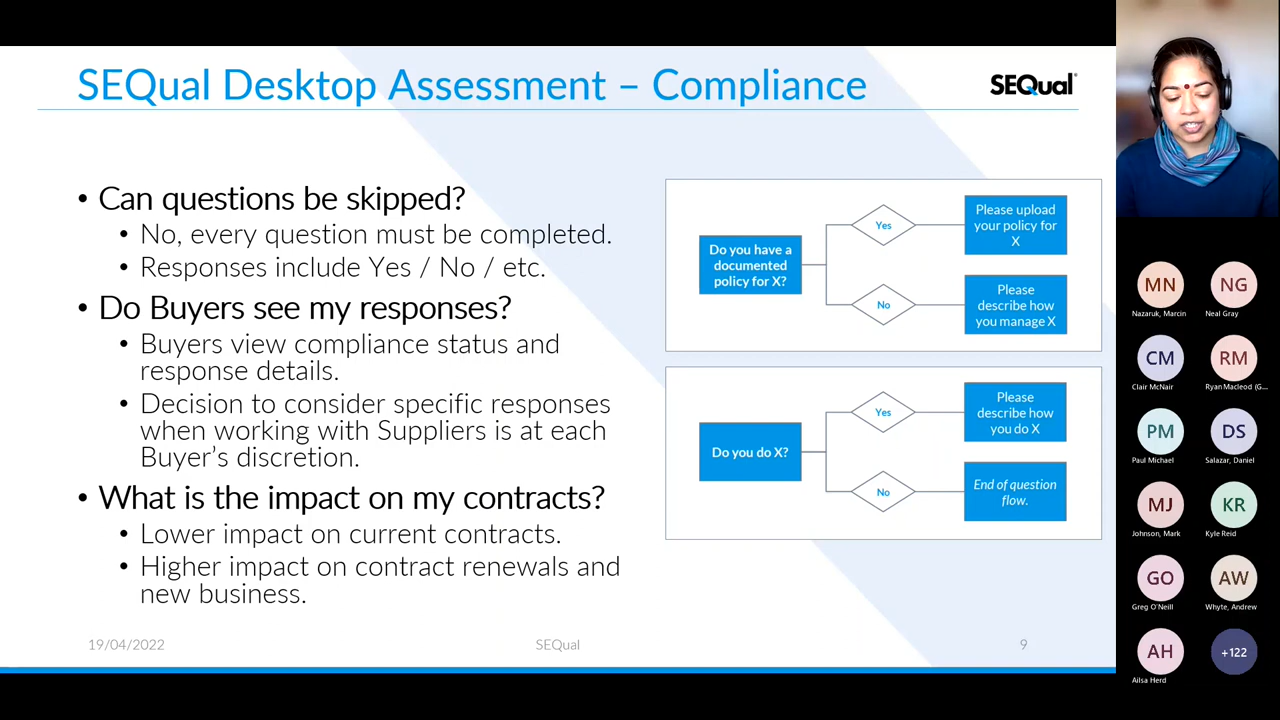 SEQual Desktop Assessment – Compliance
SEQual®
• Can questions be skipped?
• No, every question must be completed.
• Responses include Yes / No / etc.
• Do Buyers see my responses?
• Buyers view compliance status and
response details.
• Decision to consider specific responses
when working with Suppliers is at each
Buyer's discretion.
• What is the impact on my contracts?
• Lower impact on current contracts.
• Higher impact on contract renewals and
new business.
Do you have a
documented
policy for X?
Yes
Please upload
your policy for
X
No
Please
describe how
you manage X
Do you do X?
Yes
Please
describe how
you do X
No
End of question
flow.
19/04/2022
SEQual
9
MN
Nazaruk, Marcin
NG
Neal Gray
CM
Clair McNair
RM
Ryan Macleod (G...
PM
Paul Michael
DS
Salazar, Daniel
MJ
Johnson, Mark
KR
Kyle Reid
GO
Greg O'Neill
AW
Whyte, Andrew
AH
Ailsa Herd
+122